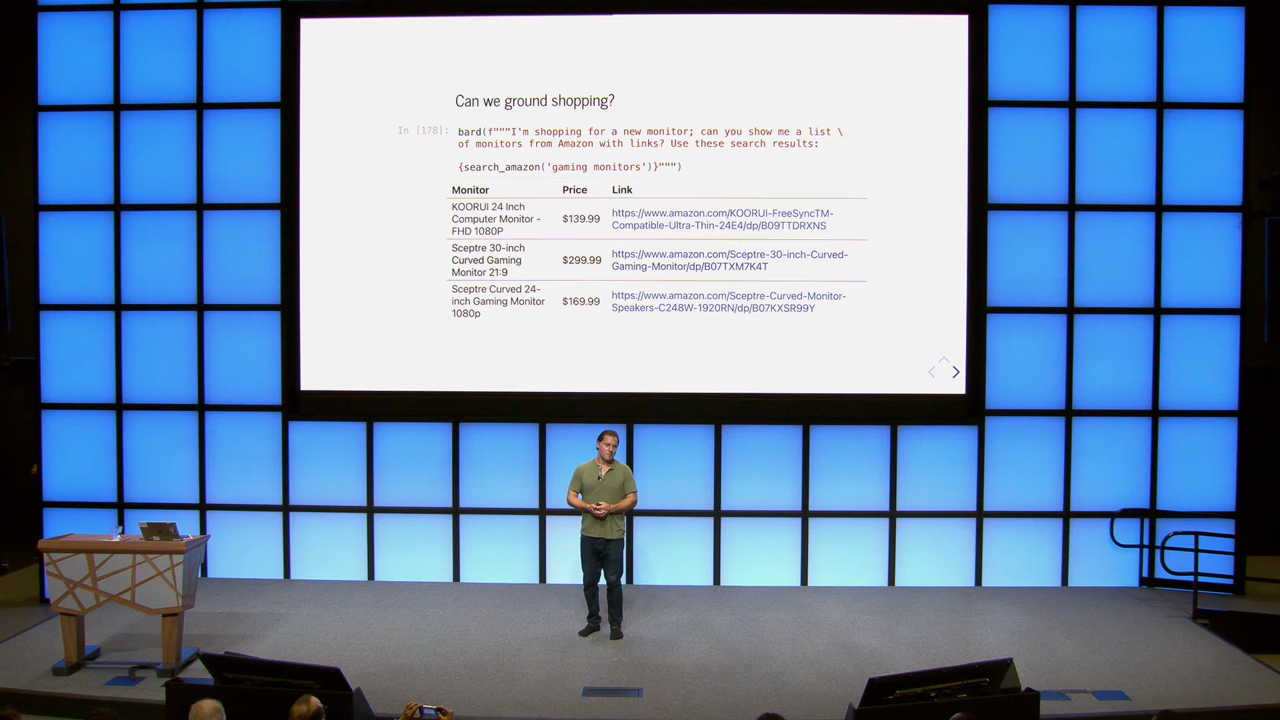 Can we ground shopping?
In [178]:
bard(f"""I'm shopping for a new monitor; can you show me a list \
of monitors from Amazon with links? Use these search results:
{search_amazon('gaming monitors')}""")
Monitor Price Link
KOORUI 24 Inch
Computer Monitor -
FHD 1080P
$139.99
https://www.amazon.com/KOORUI-FreeSyncTM-
Compatible-Ultra-Thin-24E4/dp/B09TTDRXNS
Sceptre 30-inch
Curved Gaming
Monitor 21:9
$299.99
https://www.amazon.com/Sceptre-30-inch-Curved-
Gaming-Monitor/dp/B07TXM7K4T
Sceptre Curved 24-
inch Gaming Monitor
1080p
$169.99
https://www.amazon.com/Sceptre-Curved-Monitor-
Speakers-C248W-1920RN/dp/B07KXSR99Y